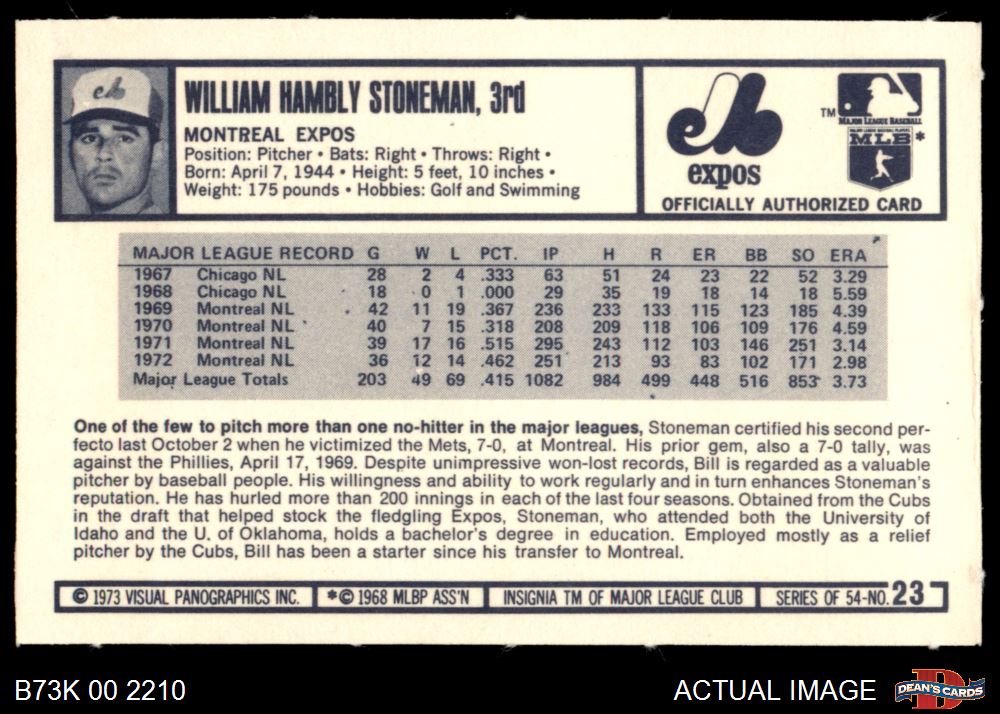 WILLIAM HAMBLY STONEMAN, 3rd
MONTREAL EXPOS
Position: Pitcher • Bats: Right • Throws: Right •
Born: April 7, 1944 • Height: 5 feet, 10 inches •
Weight: 175 pounds • Hobbies: Golf and Swimming
eb
expos
TM
MAJOR LEAGUE BASEBALL
MAJOR LEAGUE BASEBALL PLAYERS
MLB *
OFFICIALLY AUTHORIZED CARD
MAJOR LEAGUE RECORD G W L PCT. IP H R ER BB SO ERA
1967 Chicago NL 28 2 4 .333 63 51 24 23 22 52 3.29
1968 Chicago NL 18 0 1 .000 29 35 19 18 14 18 5.59
1969 Montreal NL 42 11 19 .367 236 233 133 115 123 185 4.39
1970 Montreal NL 40 7 15 .318 208 209 118 106 109 176 4.59
1971 Montreal NL 39 17 16 .515 295 243 112 103 146 251 3.14
1972 Montreal NL 36 12 14 .462 251 213 93 83 102 171 2.98
Major League Totals 203 49 69 .415 1082 984 499 448 516 853 3.73
One of the few to pitch more than one no-hitter in the major leagues, Stoneman certified his second per-
fecto last October 2 when he victimized the Mets, 7-0, at Montreal. His prior gem, also a 7-0 tally, was
against the Phillies, April 17, 1969. Despite unimpressive won-lost records, Bill is regarded as a valuable
pitcher by baseball people. His willingness and ability to work regularly and in turn enhances Stoneman's
reputation. He has hurled more than 200 innings in each of the last four seasons. Obtained from the Cubs
in the draft that helped stock the fledgling Expos, Stoneman, who attended both the University of
Idaho and the U. of Oklahoma, holds a bachelor's degree in education. Employed mostly as a relief
pitcher by the Cubs, Bill has been a starter since his transfer to Montreal.
© 1973 VISUAL PANOGRAPHICS INC. *© 1968 MLBP ASS'N INSIGNIA TM OF MAJOR LEAGUE CLUB SERIES OF 54-NO. 23
B73K 00 2210 ACTUAL IMAGE DEAN'S CARDS